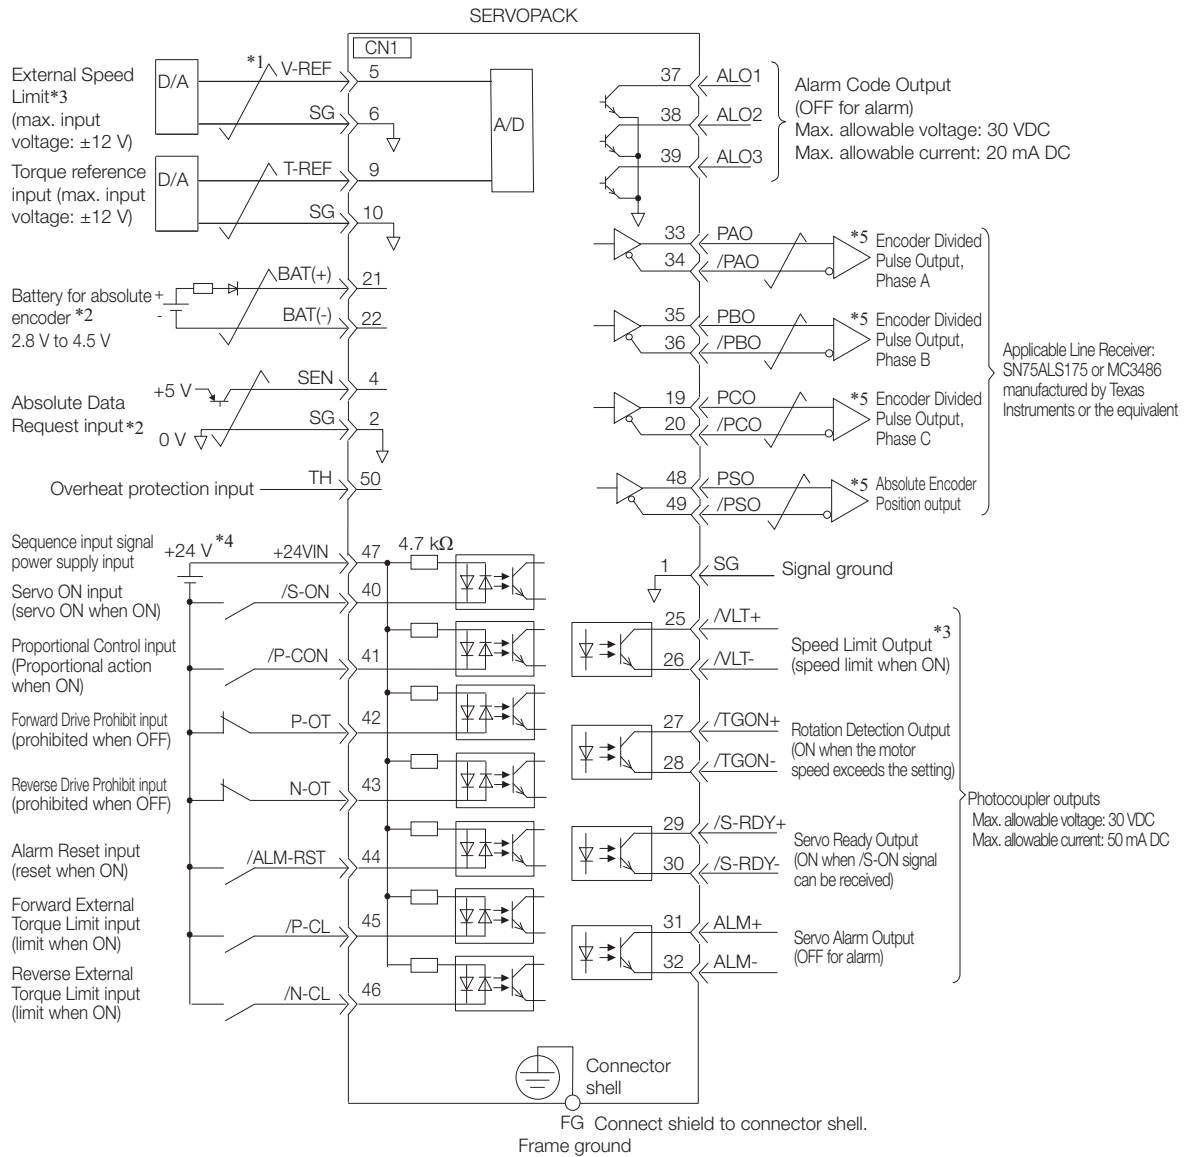 SERVOPACK
CN1
External Speed
Limit*3
(max. input
voltage: ±12 V)
D/A
*1
V-REF
5
SG
6
A/D
Torque reference
input (max. input
voltage: ±12 V)
D/A
T-REF
9
SG
10
Battery for absolute
encoder *2
2.8 V to 4.5 V
+
-
BAT(+)
21
BAT(-)
22
Absolute Data
Request input*2
+5 V
0 V
SEN
4
SG
2
Overheat protection input
TH
50
Sequence input signal
power supply input
+24 V *4
+24VIN
47
4.7 kΩ
Servo ON input
(servo ON when ON)
/S-ON
40
Proportional Control input
(Proportional action
when ON)
/P-CON
41
Forward Drive Prohibit input
(prohibited when OFF)
P-OT
42
Reverse Drive Prohibit input
(prohibited when OFF)
N-OT
43
Alarm Reset input
(reset when ON)
/ALM-RST
44
Forward External
Torque Limit input
(limit when ON)
/P-CL
45
Reverse External
Torque Limit input
(limit when ON)
/N-CL
46
37
ALO1
38
ALO2
39
ALO3
Alarm Code Output
(OFF for alarm)
Max. allowable voltage: 30 VDC
Max. allowable current: 20 mA DC
33
PAO
34
/PAO
*5
Encoder Divided
Pulse Output,
Phase A
35
PBO
36
/PBO
*5
Encoder Divided
Pulse Output,
Phase B
19
PCO
20
/PCO
*5
Encoder Divided
Pulse Output,
Phase C
48
PSO
49
/PSO
*5
Absolute Encoder
Position output
Applicable Line Receiver:
SN75ALS175 or MC3486
manufactured by Texas
Instruments or the equivalent
1
SG
Signal ground
25
/VLT+
26
/VLT-
Speed Limit Output *3
(speed limit when ON)
27
/TGON+
28
/TGON-
Rotation Detection Output
(ON when the motor
speed exceeds the setting)
29
/S-RDY+
30
/S-RDY-
Servo Ready Output
(ON when /S-ON signal
can be received)
31
ALM+
32
ALM-
Servo Alarm Output
(OFF for alarm)
Photocoupler outputs
Max. allowable voltage: 30 VDC
Max. allowable current: 50 mA DC
Connector
shell
FG Connect shield to connector shell.
Frame ground